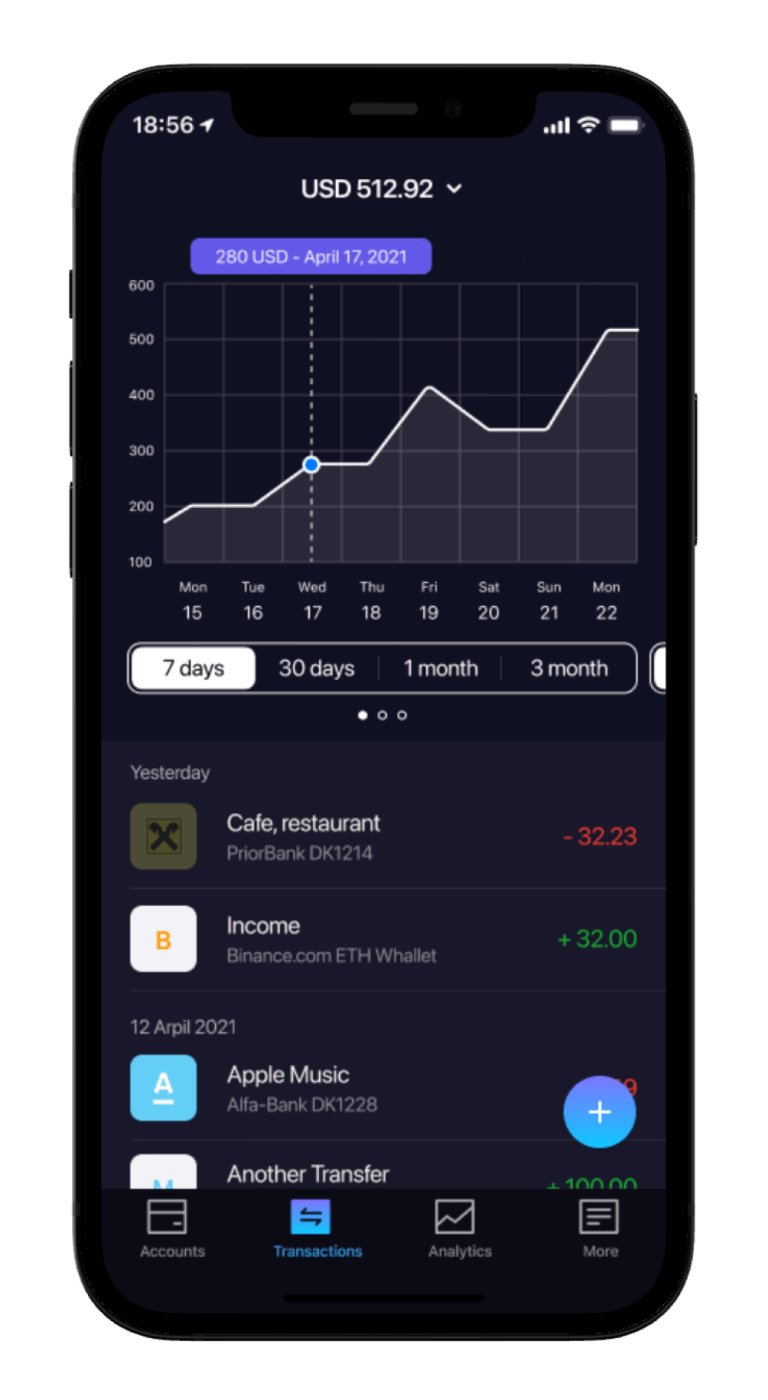 18:56
USD 512.92
280 USD - April 17, 2021
600
500
400
300
200
100
Mon Tue Wed Thu Fri Sat Sun Mon
15 16 17 18 19 20 21 22
7 days 30 days 1 month 3 month
Yesterday
Cafe, restaurant
- 32.23
PriorBank DK1214
B
Income
+ 32.00
Binance.com ETH Whallet
12 Arpil 2021
A
Apple Music
Alfa-Bank DK1228
+
M
Another Transfer
+ 100.00
Accounts Transactions Analytics More